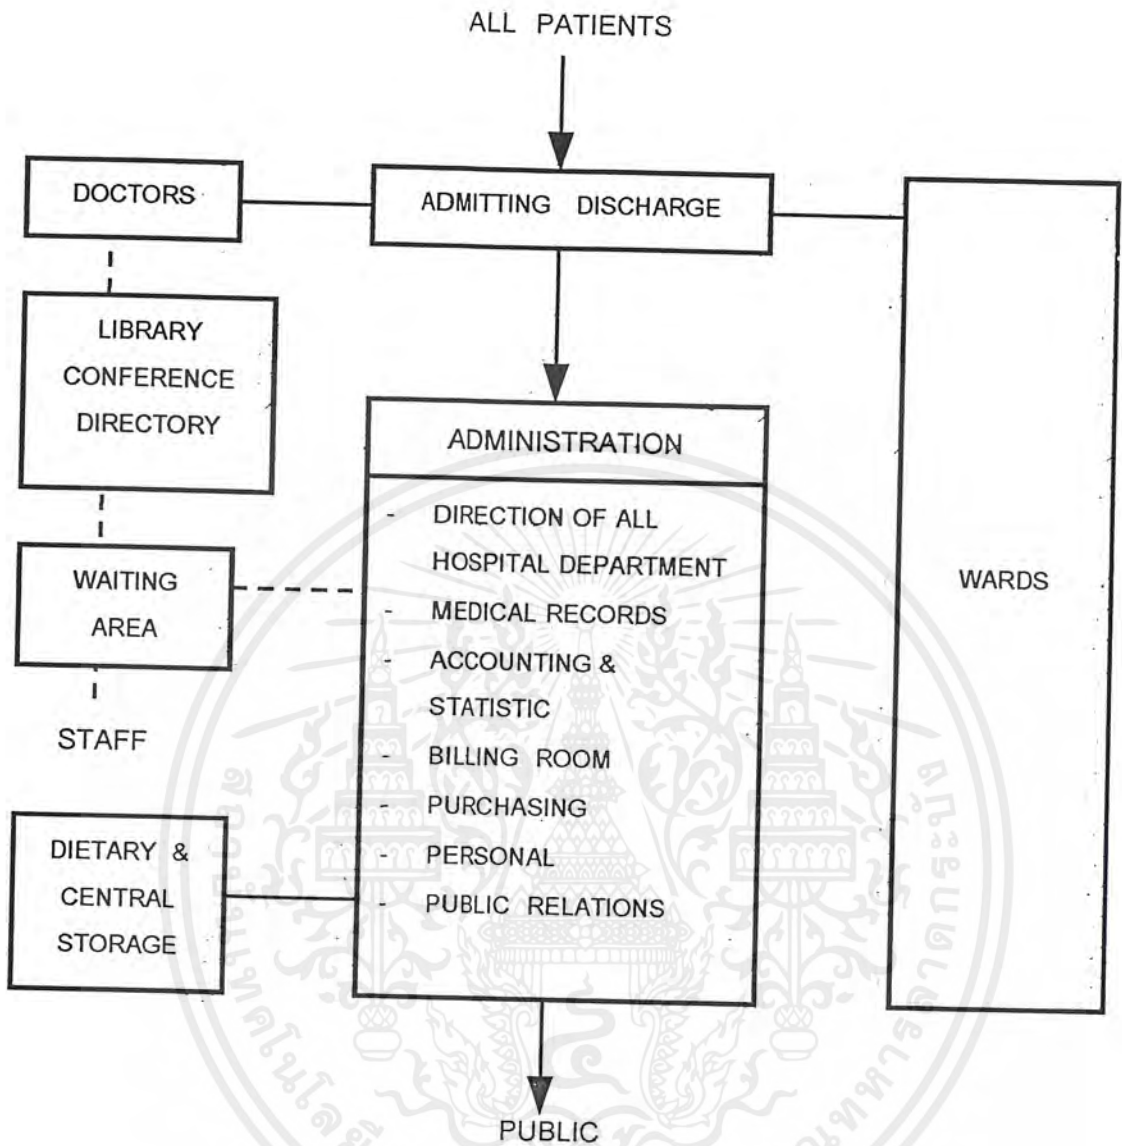 ALL PATIENTS
DOCTORS
ADMITTING DISCHARGE
LIBRARY
CONFERENCE
DIRECTORY
ADMINISTRATION
- DIRECTION OF ALL
HOSPITAL DEPARTMENT
- MEDICAL RECORDS
- ACCOUNTING &
STATISTIC
- BILLING ROOM
- PURCHASING
- PERSONAL
- PUBLIC RELATIONS
WAITING
AREA
STAFF
DIETARY &
CENTRAL
STORAGE
WARDS
PUBLIC